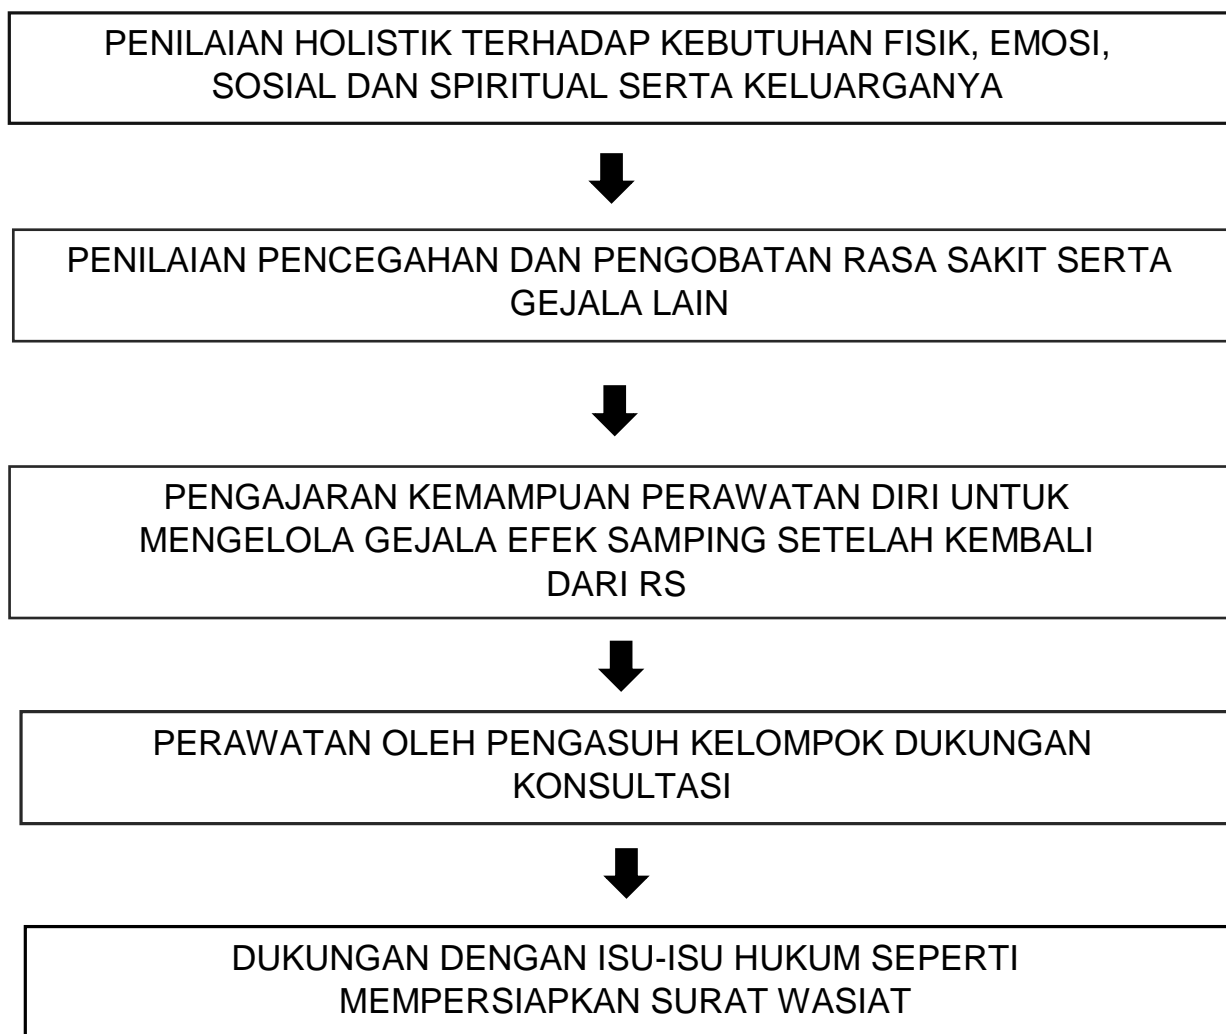 PENILAIAN HOLISTIK TERHADAP KEBUTUHAN FISIK, EMOSI,
SOSIAL DAN SPIRITUAL SERTA KELUARGANYA
PENILAIAN PENCEGAHAN DAN PENGOBATAN RASA SAKIT SERTA
GEJALA LAIN
PENGAJARAN KEMAMPUAN PERAWATAN DIRI UNTUK
MENGELOLA GEJALA EFEK SAMPING SETELAH KEMBALI
DARI RS
PERAWATAN OLEH PENGASUH KELOMPOK DUKUNGAN
KONSULTASI
DUKUNGAN DENGAN ISU-ISU HUKUM SEPERTI
MEMPERSIAPKAN SURAT WASIAT